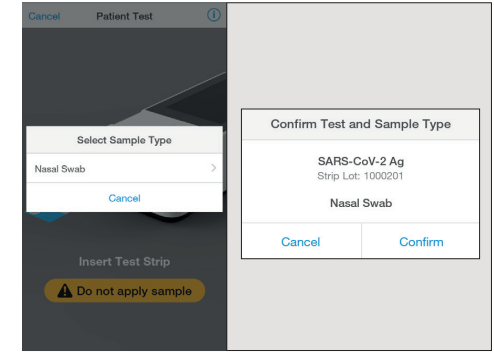 Cancel Patient Test
Select Sample Type
Nasal Swab
Cancel
Insert Test Strip
Do not apply sample
Confirm Test and Sample Type
SARS-CoV-2 Ag
Strip Lot: 1000201
Nasal Swab
Cancel Confirm